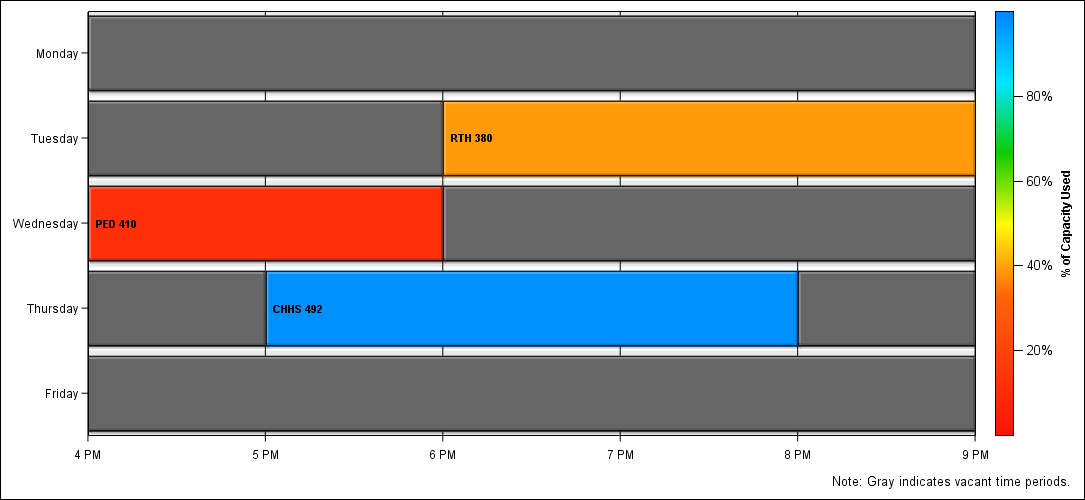 Monday
Tuesday
RTH 380
Wednesday
PED 410
Thursday
CHHS 492
Friday
4 PM
5 PM
6 PM
7 PM
8 PM
9 PM
80%
60%
40%
20%
% of Capacity Used
Note: Gray indicates vacant time periods.